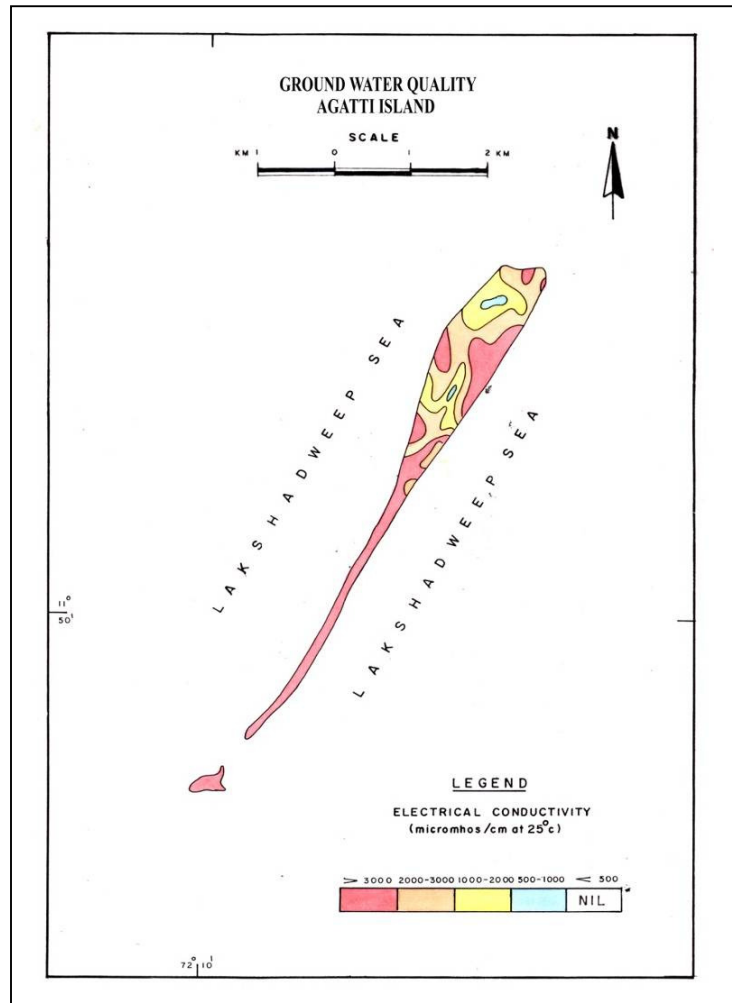 GROUND WATER QUALITY
AGATTI ISLAND
SCALE
KM 1 0 1 2 KM
N
LAKSHADWEEP SEA
LAKSHADWEEP SEA
11°
50'
LEGEND
ELECTRICAL CONDUCTIVITY
(micromhos/cm at 25°c)
> 3000 2000-3000 1000-2000 500-1000 < 500
NIL
72° 10'